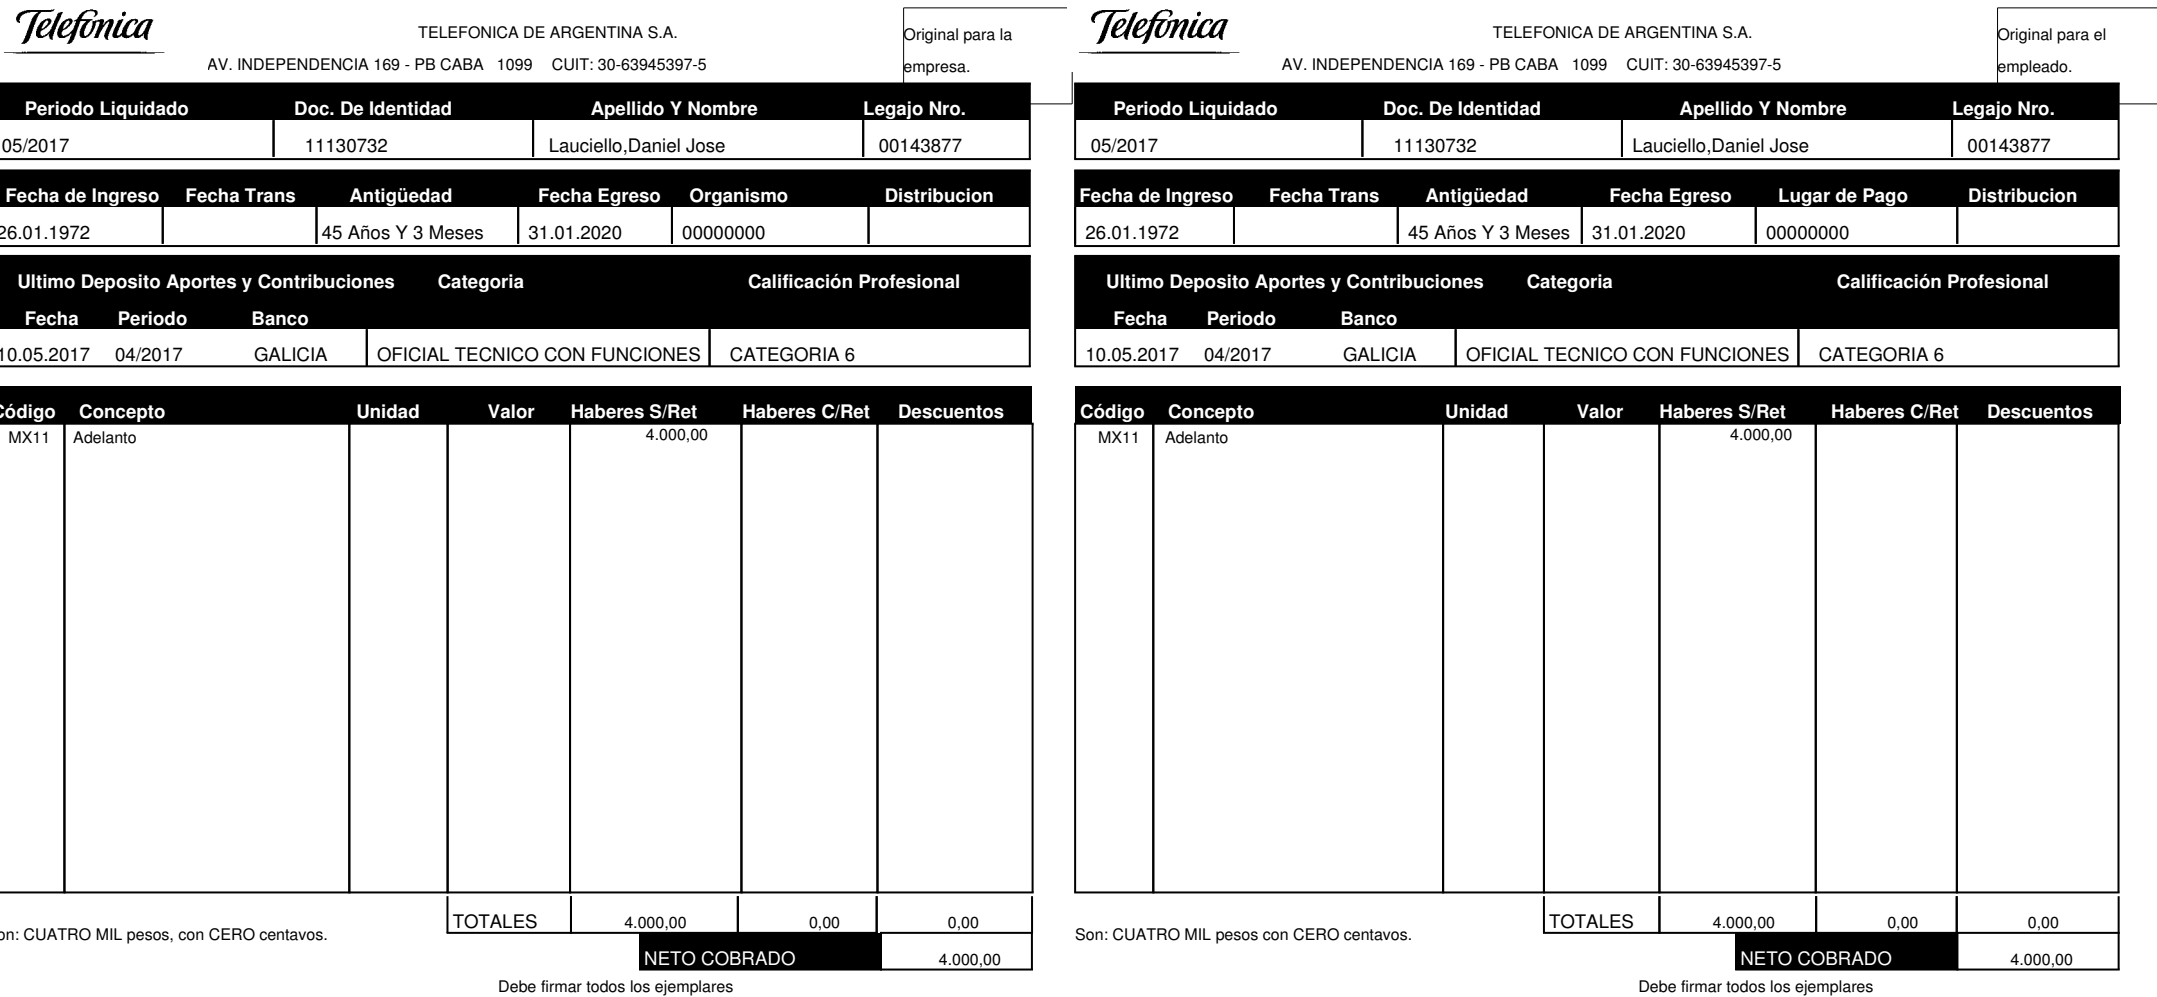 Telefónica
TELEFONICA DE ARGENTINA S.A.
AV. INDEPENDENCIA 169 - PB CABA 1099 CUIT: 30-63945397-5
Original para la
empresa.
Periodo Liquidado Doc. De Identidad Apellido Y Nombre Legajo Nro.
05/2017 11130732 Lauciello,Daniel Jose 00143877
Fecha de Ingreso Fecha Trans Antigüedad Fecha Egreso Organismo Distribucion
26.01.1972 45 Años Y 3 Meses 31.01.2020 00000000
Ultimo Deposito Aportes y Contribuciones Categoria Calificación Profesional
Fecha Periodo Banco
10.05.2017 04/2017 GALICIA OFICIAL TECNICO CON FUNCIONES CATEGORIA 6
Código Concepto Unidad Valor Haberes S/Ret Haberes C/Ret Descuentos
MX11 Adelanto 4.000,00
TOTALES 4.000,00 0,00 0,00
on: CUATRO MIL pesos, con CERO centavos.
NETO COBRADO 4.000,00
Debe firmar todos los ejemplares
Telefónica
TELEFONICA DE ARGENTINA S.A.
AV. INDEPENDENCIA 169 - PB CABA 1099 CUIT: 30-63945397-5
Original para el
empleado.
Periodo Liquidado Doc. De Identidad Apellido Y Nombre Legajo Nro.
05/2017 11130732 Lauciello,Daniel Jose 00143877
Fecha de Ingreso Fecha Trans Antigüedad Fecha Egreso Lugar de Pago Distribucion
26.01.1972 45 Años Y 3 Meses 31.01.2020 00000000
Ultimo Deposito Aportes y Contribuciones Categoria Calificación Profesional
Fecha Periodo Banco
10.05.2017 04/2017 GALICIA OFICIAL TECNICO CON FUNCIONES CATEGORIA 6
Código Concepto Unidad Valor Haberes S/Ret Haberes C/Ret Descuentos
MX11 Adelanto 4.000,00
TOTALES 4.000,00 0,00 0,00
Son: CUATRO MIL pesos con CERO centavos.
NETO COBRADO 4.000,00
Debe firmar todos los ejemplares